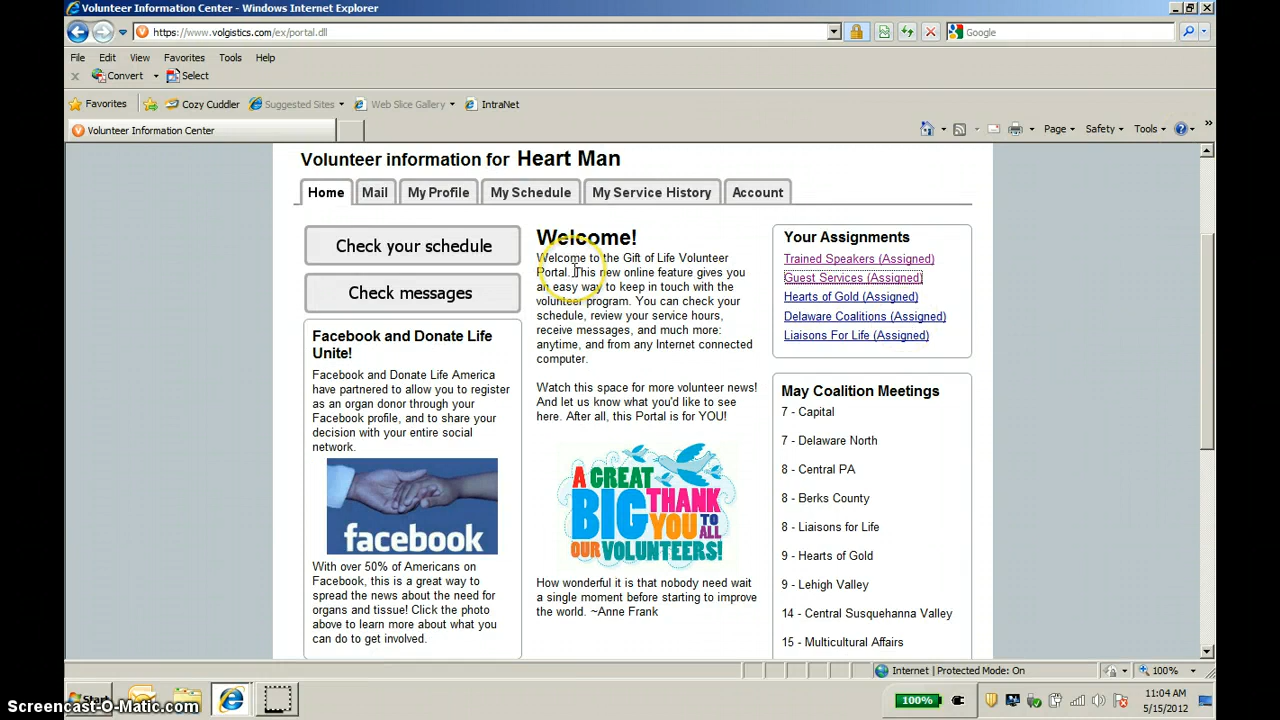 Volunteer Information Center - Windows Internet Explorer
https://www.volgistics.com/ex/portal.dll
Google
File Edit View Favorites Tools Help
Convert Select
Favorites Cozy Cuddler Suggested Sites Web Slice Gallery IntraNet
Volunteer Information Center
Page Safety Tools
Volunteer information for Heart Man
Home Mail My Profile My Schedule My Service History Account
Check your schedule
Check messages
Facebook and Donate Life
Unite!
Facebook and Donate Life America
have partnered to allow you to register
as an organ donor through your
Facebook profile, and to share your
decision with your entire social
network.
facebook
With over 50% of Americans on
Facebook, this is a great way to
spread the news about the need for
organs and tissue! Click the photo
above to learn more about what you
can do to get involved.
Welcome!
Welcome to the Gift of Life Volunteer
Portal. This new online feature gives you
an easy way to keep in touch with the
volunteer program. You can check your
schedule, review your service hours,
receive messages, and much more:
anytime, and from any Internet connected
computer.
Watch this space for more volunteer news!
And let us know what you'd like to see
here. After all, this Portal is for YOU!
A GREAT
BIG THANK
YOU TO ALL
OUR VOLUNTEERS!
How wonderful it is that nobody need wait
a single moment before starting to improve
the world. ~Anne Frank
Your Assignments
Trained Speakers (Assigned)
Guest Services (Assigned)
Hearts of Gold (Assigned)
Delaware Coalitions (Assigned)
Liaisons For Life (Assigned)
May Coalition Meetings
7 - Capital
7 - Delaware North
8 - Central PA
8 - Berks County
8 - Liaisons for Life
9 - Hearts of Gold
9 - Lehigh Valley
14 - Central Susquehanna Valley
15 - Multicultural Affairs
Internet | Protected Mode: On
100%
Start
100%
11:04 AM
5/15/2012
Screencast-O-Matic.com